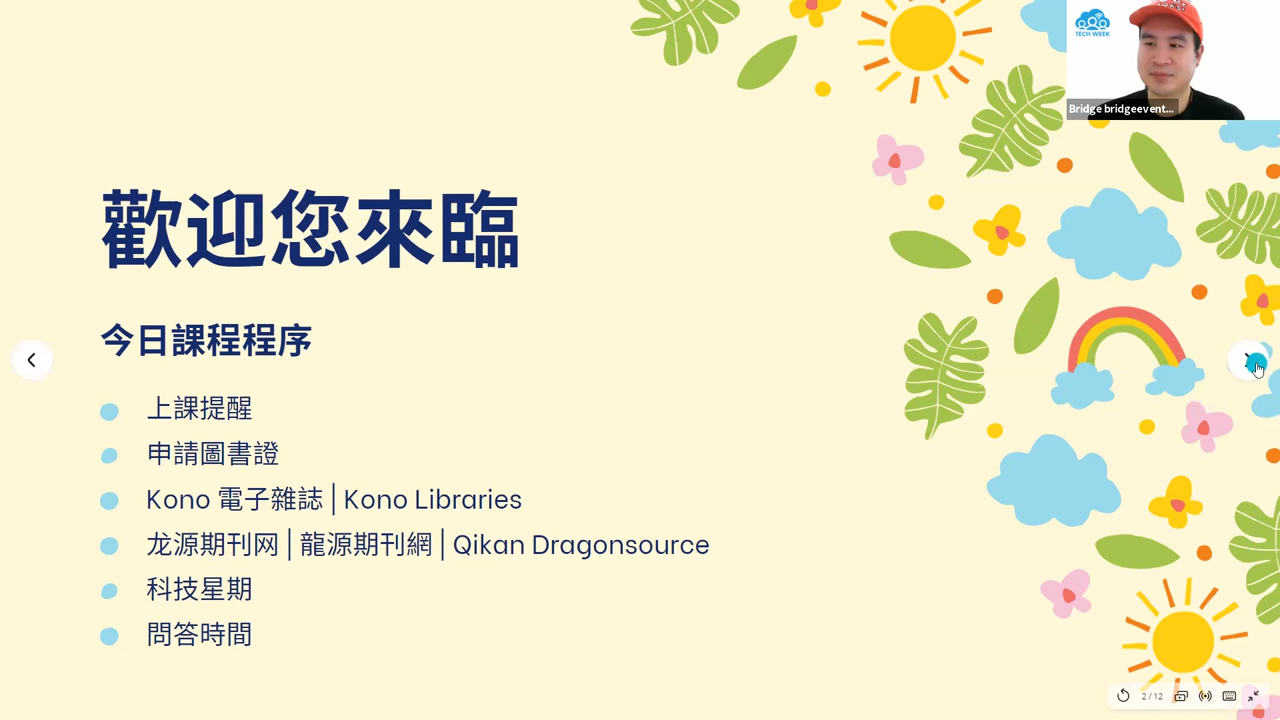 TECH WEEK
Bridge bridgeevent...
歡迎您來臨
今日課程程序
上課提醒
申請圖書證
Kono 電子雜誌 | Kono Libraries
龙源期刊网 | 龍源期刊網 | Qikan Dragonsource
科技星期
問答時間
2 / 12